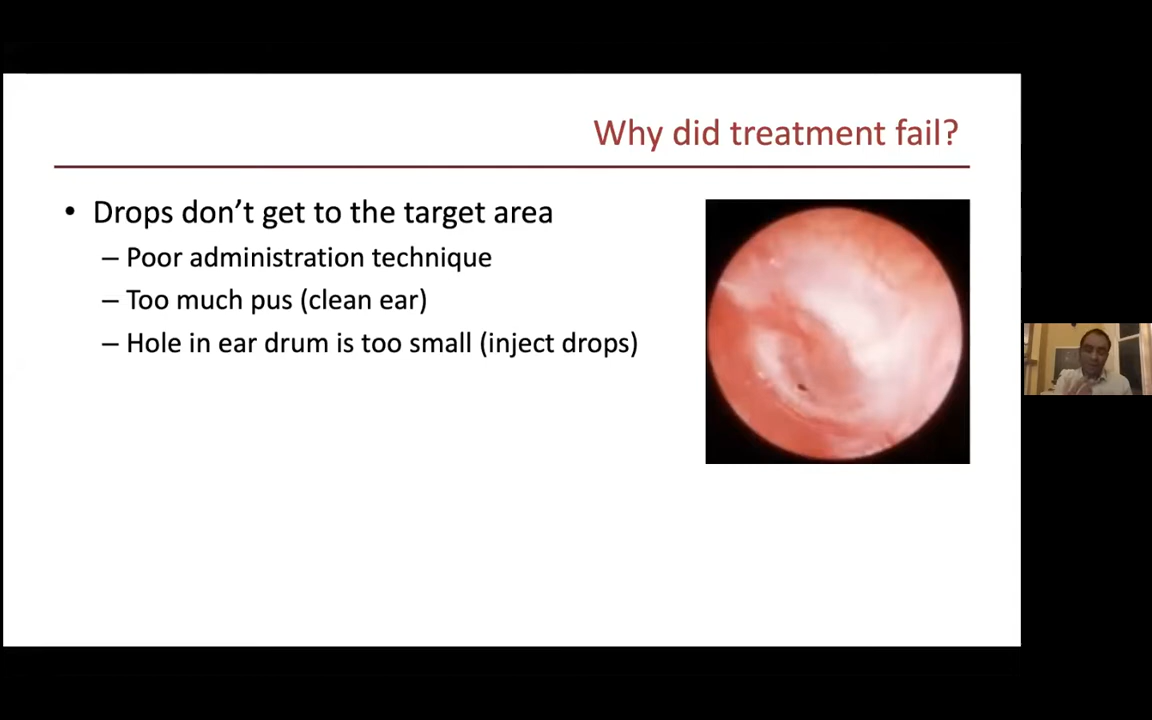 Why did treatment fail?
• Drops don’t get to the target area
– Poor administration technique
– Too much pus (clean ear)
– Hole in ear drum is too small (inject drops)